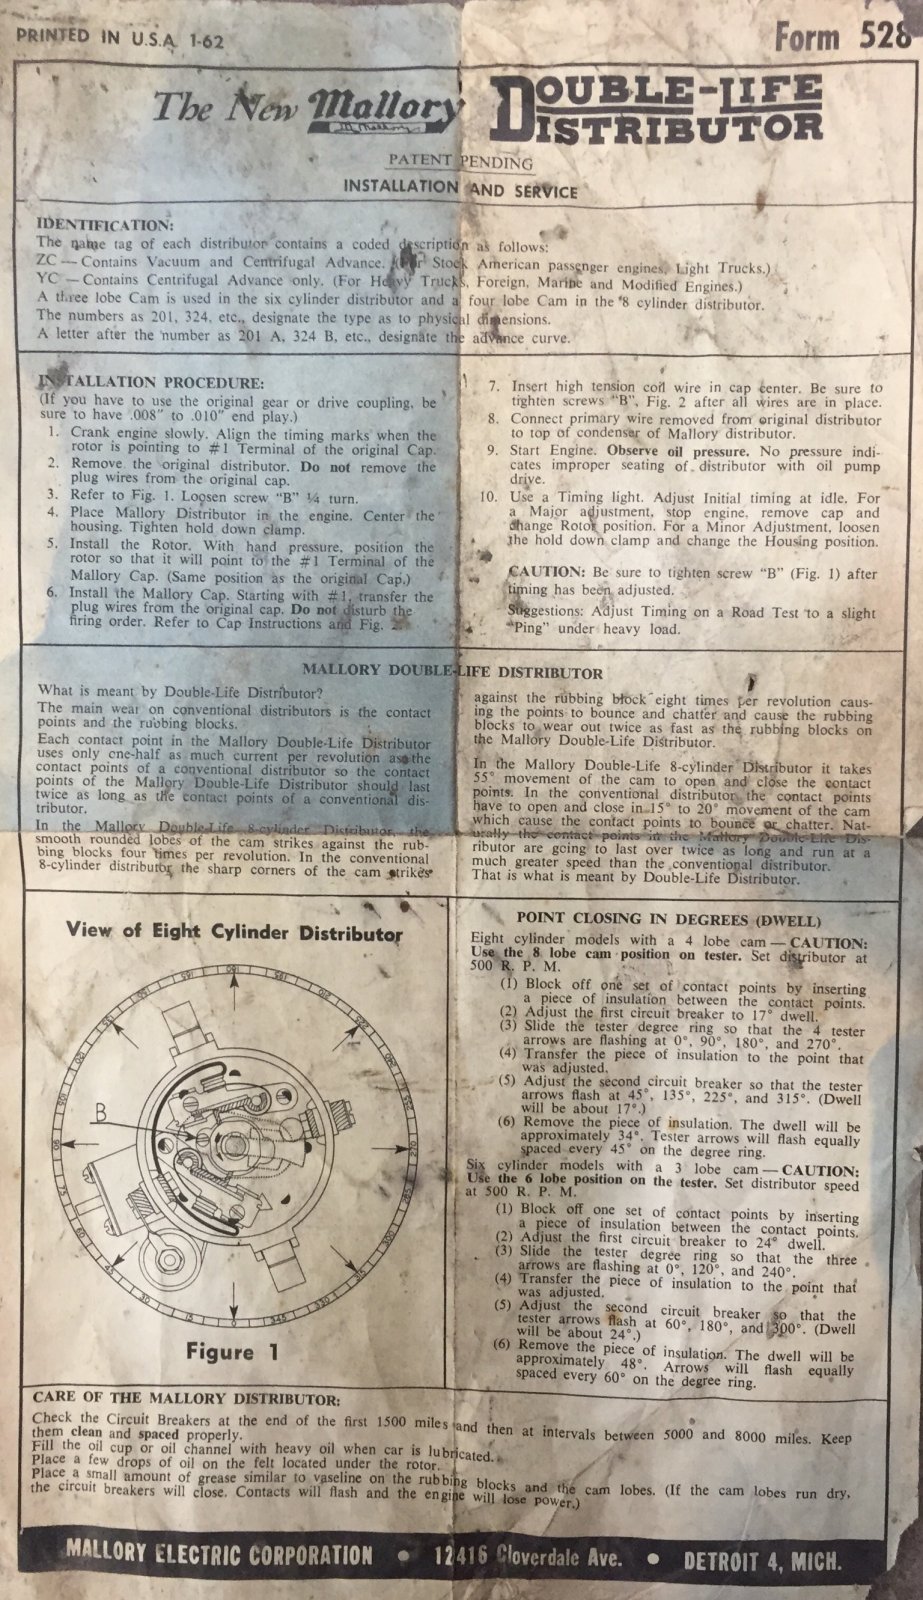 PRINTED IN U.S.A. 1-62
Form 528
The New Mallory DOUBLE-LIFE
DISTRIBUTOR
PATENT PENDING
INSTALLATION AND SERVICE
IDENTIFICATION:
The name tag of each distributor contains a coded description as follows:
ZC — Contains Vacuum and Centrifugal Advance. (For Stock American passenger engines, Light Trucks.)
YC — Contains Centrifugal Advance only. (For Heavy Trucks, Foreign, Marine and Modified Engines.)
A three lobe Cam is used in the six cylinder distributor and a four lobe Cam in the 8 cylinder distributor.
The numbers as 201, 324, etc., designate the type as to physical dimensions.
A letter after the number as 201 A, 324 B, etc., designate the advance curve.
INSTALLATION PROCEDURE:
(If you have to use the original gear or drive coupling, be
sure to have .008" to .010" end play.)
1. Crank engine slowly. Align the timing marks when the
rotor is pointing to #1 Terminal of the original Cap.
2. Remove the original distributor. Do not remove the
plug wires from the original cap.
3. Refer to Fig. 1. Loosen screw "B" ¼ turn.
4. Place Mallory Distributor in the engine. Center the
housing. Tighten hold down clamp.
5. Install the Rotor. With hand pressure, position the
rotor so that it will point to the #1 Terminal of the
Mallory Cap. (Same position as the original Cap.)
6. Install the Mallory Cap. Starting with #1, transfer the
plug wires from the original cap. Do not disturb the
firing order. Refer to Cap Instructions and Fig.
7. Insert high tension coil wire in cap center. Be sure to
tighten screws "B", Fig. 2 after all wires are in place.
8. Connect primary wire removed from original distributor
to top of condenser of Mallory distributor.
9. Start Engine. Observe oil pressure. No pressure indi-
cates improper seating of distributor with oil pump
drive.
10. Use a Timing light. Adjust Initial timing at idle. For
a Major adjustment, stop engine, remove cap and
change Rotor position. For a Minor Adjustment, loosen
the hold down clamp and change the Housing position.
CAUTION: Be sure to tighten screw "B" (Fig. 1) after
timing has been adjusted.
Suggestions: Adjust Timing on a Road Test to a slight
"Ping" under heavy load.
MALLORY DOUBLE-LIFE DISTRIBUTOR
What is meant by Double-Life Distributor?
The main wear on conventional distributors is the contact
points and the rubbing blocks.
Each contact point in the Mallory Double-Life Distributor
uses only one-half as much current per revolution as the
contact points of a conventional distributor so the contact
points of the Mallory Double-Life Distributor should last
twice as long as the contact points of a conventional dis-
tributor.
In the Mallory Double-Life 8-cylinder Distributor, the
smooth rounded lobes of the cam strikes against the rub-
bing blocks four times per revolution. In the conventional
8-cylinder distributor the sharp corners of the cam strikes
against the rubbing block eight times per revolution caus-
ing the points to bounce and chatter and cause the rubbing
blocks to wear out twice as fast as the rubbing blocks on
the Mallory Double-Life Distributor.
In the Mallory Double-Life 8-cylinder Distributor it takes
55° movement of the cam to open and close the contact
points. In the conventional distributor the contact points
have to open and close in 15° to 20° movement of the cam
which cause the contact points to bounce or chatter. Nat-
urally the contact points in the Mallory Double-Life Dis-
tributor are going to last over twice as long and run at a
much greater speed than the conventional distributor.
That is what is meant by Double-Life Distributor.
View of Eight Cylinder Distributor
B
0
15
30
45
60
75
90
105
120
135
150
165
180
195
210
225
240
255
270
285
300
315
330
345
Figure 1
POINT CLOSING IN DEGREES (DWELL)
Eight cylinder models with a 4 lobe cam — CAUTION:
Use the 8 lobe cam position on tester. Set distributor at
500 R. P. M.
(1) Block off one set of contact points by inserting
a piece of insulation between the contact points.
(2) Adjust the first circuit breaker to 17° dwell.
(3) Slide the tester degree ring so that the 4 tester
arrows are flashing at 0°, 90°, 180°, and 270°.
(4) Transfer the piece of insulation to the point that
was adjusted.
(5) Adjust the second circuit breaker so that the tester
arrows flash at 45°, 135°, 225°, and 315°. (Dwell
will be about 17°.)
(6) Remove the piece of insulation. The dwell will be
approximately 34°. Tester arrows will flash equally
spaced every 45° on the degree ring.
Six cylinder models with a 3 lobe cam — CAUTION:
Use the 6 lobe position on the tester. Set distributor speed
at 500 R. P. M.
(1) Block off one set of contact points by inserting
a piece of insulation between the contact points.
(2) Adjust the first circuit breaker to 24° dwell.
(3) Slide the tester degree ring so that the three
arrows are flashing at 0°, 120°, and 240°.
(4) Transfer the piece of insulation to the point that
was adjusted.
(5) Adjust the second circuit breaker so that the
tester arrows flash at 60°, 180°, and 300°. (Dwell
will be about 24°.)
(6) Remove the piece of insulation. The dwell will be
approximately 48°. Arrows will flash equally
spaced every 60° on the degree ring.
CARE OF THE MALLORY DISTRIBUTOR:
Check the Circuit Breakers at the end of the first 1500 miles and then at intervals between 5000 and 8000 miles. Keep
them clean and spaced properly.
Fill the oil cup or oil channel with heavy oil when car is lubricated.
Place a few drops of oil on the felt located under the rotor.
Place a small amount of grease similar to vaseline on the rubbing blocks and the cam lobes. (If the cam lobes run dry,
the circuit breakers will close. Contacts will flash and the engine will lose power.)
MALLORY ELECTRIC CORPORATION • 12416 Cloverdale Ave. • DETROIT 4, MICH.